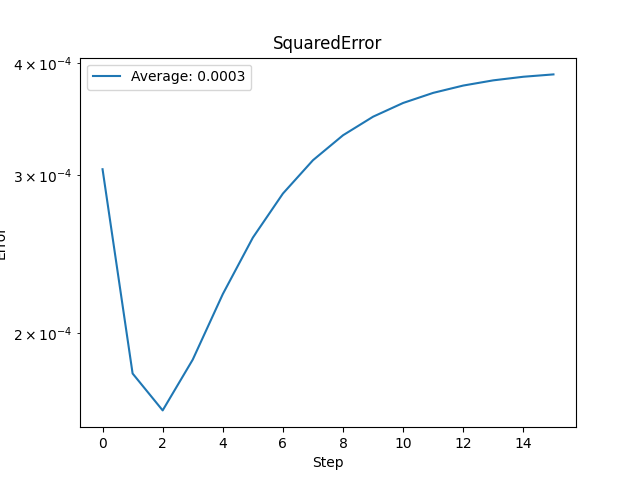 SquaredError
Average: 0.0003
4 × 10⁻⁴
3 × 10⁻⁴
2 × 10⁻⁴
Error
0 2 4 6 8 10 12 14
Step